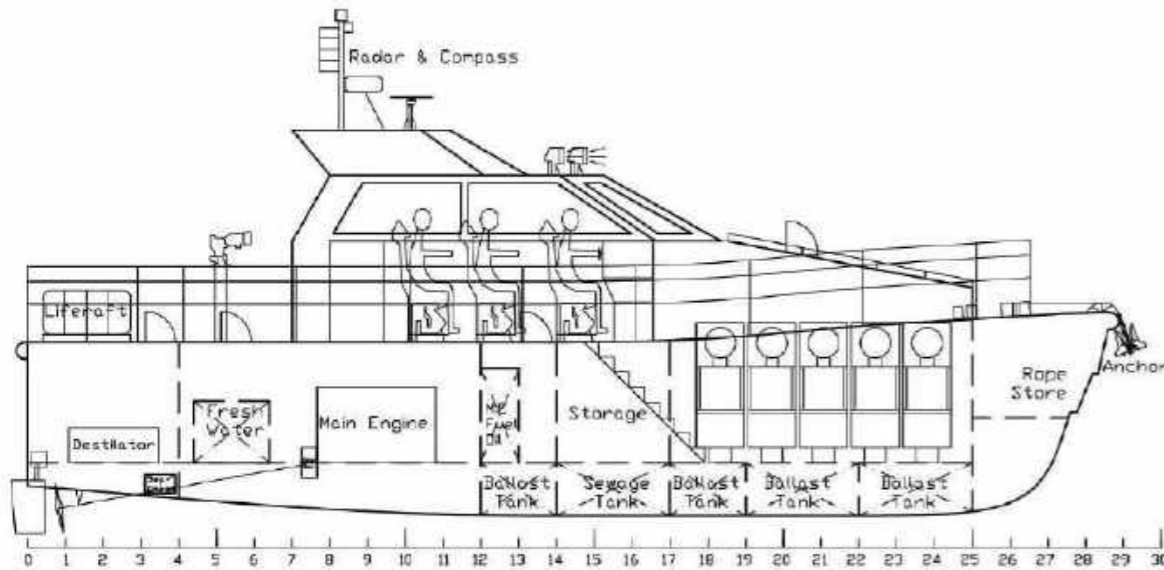 Radar & Compass
Liferaft
Fresh
Water
Main Engine
Storage
Rope
Store
Anchor
Destilator
Fuel
Oil
Ballast
Tank
Sewage
Tank
Ballast
Tank
Ballast
Tank
Ballast
Tank
0 1 2 3 4 5 6 7 8 9 10 11 12 13 14 15 16 17 18 19 20 21 22 23 24 25 26 27 28 29 30